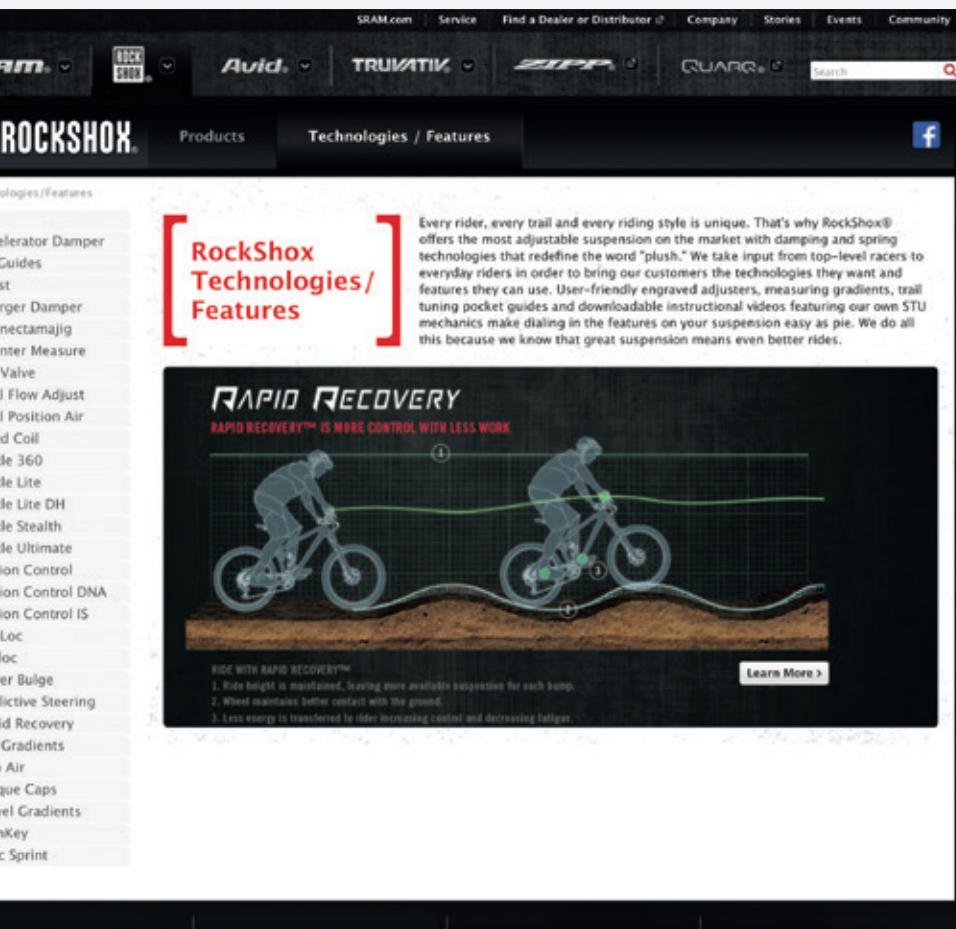 SRAM.com Service Find a Dealer or Distributor Company Stories Events Community
ROCK SHOX Avid. TRUVATIV. ZIPP. QUARQ. Search
ROCKSHOX. Products Technologies / Features f
ologies/Features
elerator Damper
Guides
st
rger Damper
nectamajig
nter Measure
Valve
l Flow Adjust
l Position Air
d Coil
le 360
le Lite
le Lite DH
le Stealth
le Ultimate
ion Control
ion Control DNA
ion Control IS
Loc
loc
er Bulge
dictive Steering
id Recovery
Gradients
Air
que Caps
vel Gradients
nKey
c Sprint
RockShox
Technologies/
Features
Every rider, every trail and every riding style is unique. That's why RockShox®
offers the most adjustable suspension on the market with damping and spring
technologies that redefine the word "plush." We take input from top-level racers to
everyday riders in order to bring our customers the technologies they want and
features they can use. User-friendly engraved adjusters, measuring gradients, trail
tuning pocket guides and downloadable instructional videos featuring our own STU
mechanics make dialing in the features on your suspension easy as pie. We do all
this because we know that great suspension means even better rides.
RAPID RECOVERY
RAPID RECOVERY™ IS MORE CONTROL WITH LESS WORK
1
3
2
RIDE WITH RAPID RECOVERY™
1. Ride height is maintained, leaving more available suspension for each bump.
2. Wheel maintains better contact with the ground.
3. Less energy is transferred to rider increasing control and decreasing fatigue.
Learn More >